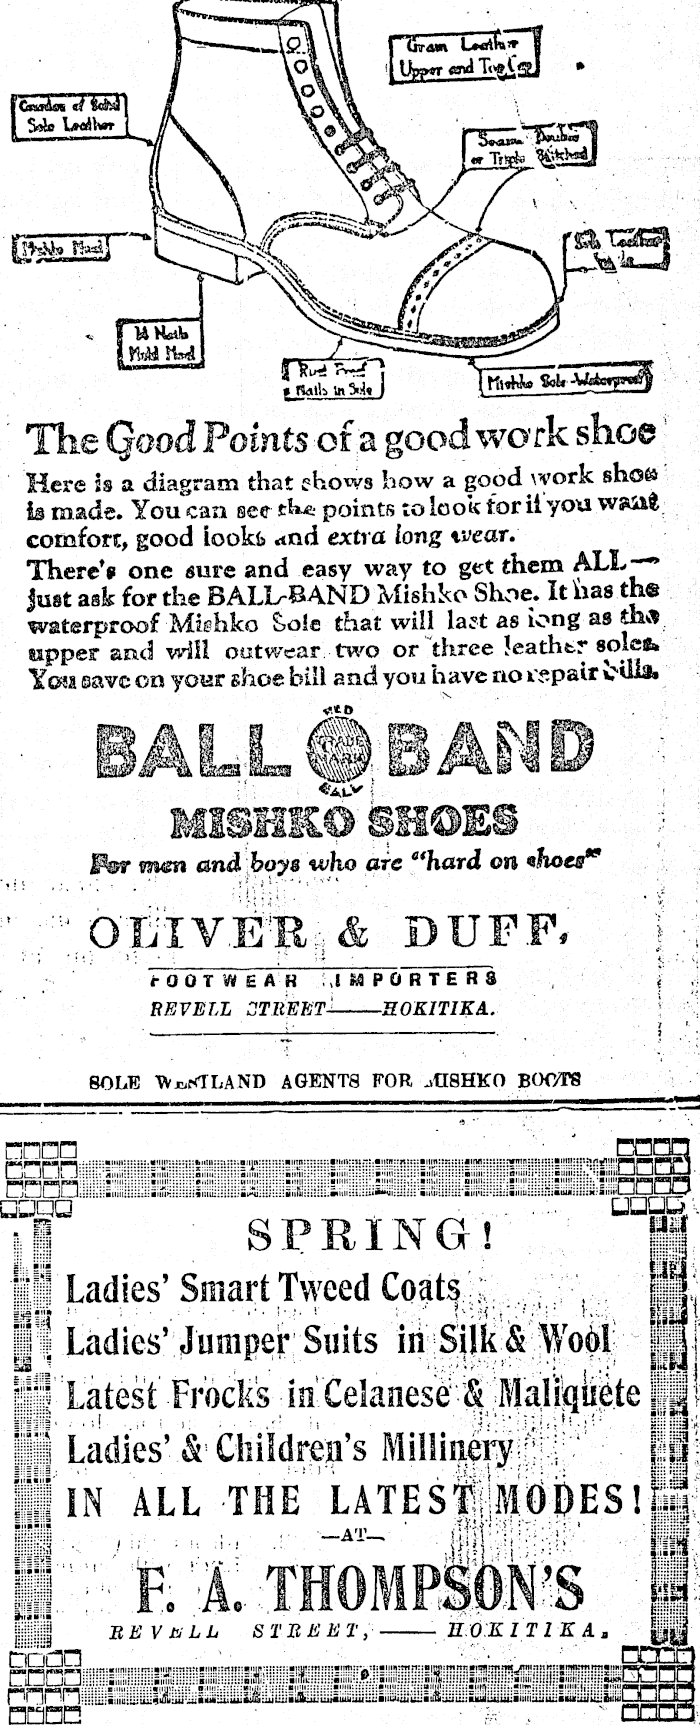 Grain Leather
Upper and Toe Cap
Counter of Solid
Sole Leather
Seams Double
or Triple Stitched
Mishko Heel
Sole Leather
14 Nails
Mold Heel
Rust Proof
Nails in Sole
Mishko Sole-Waterproof
The Good Points of a good work shoe
Here is a diagram that shows how a good work shoe
is made. You can see the points to look for if you want
comfort, good looks and extra long wear.
There's one sure and easy way to get them ALL—
just ask for the BALL-BAND Mishko Shoe. It has the
waterproof Mishko Sole that will last as long as the
upper and will outwear two or three leather soles.
You save on your shoe bill and you have no repair bills.
RED
BALL TRADE MARK BAND
BALL
MISHKO SHOES
For men and boys who are "hard on shoes"
OLIVER & DUFF,
FOOTWEAR IMPORTERS
REVELL STREET——HOKITIKA.
SOLE WESTLAND AGENTS FOR MISHKO BOOTS
SPRING!
Ladies' Smart Tweed Coats
Ladies' Jumper Suits in Silk & Wool
Latest Frocks in Celanese & Maliquete
Ladies' & Children's Millinery
IN ALL THE LATEST MODES!
—AT—
F. A. THOMPSON'S
REVELL STREET, —— HOKITIKA.